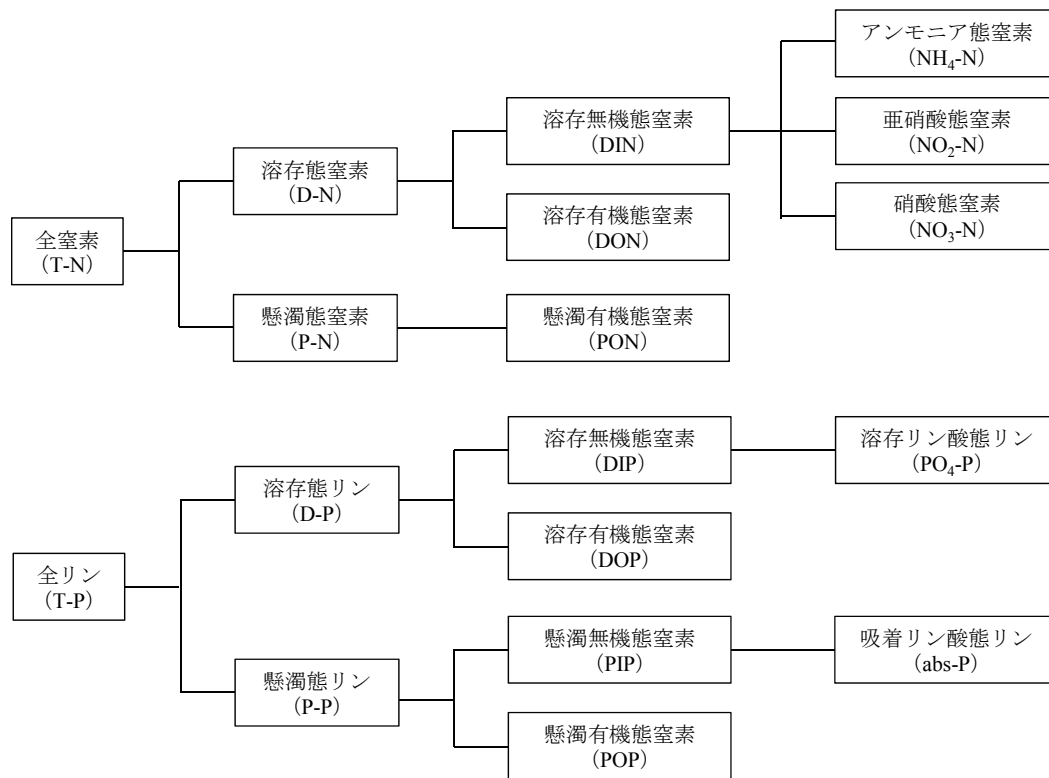 全窒素
(T-N)
溶存態窒素
(D-N)
懸濁態窒素
(P-N)
溶存無機態窒素
(DIN)
溶存有機態窒素
(DON)
懸濁有機態窒素
(PON)
アンモニア態窒素
(NH₄-N)
亜硝酸態窒素
(NO₂-N)
硝酸態窒素
(NO₃-N)
全リン
(T-P)
溶存態リン
(D-P)
懸濁態リン
(P-P)
溶存無機態窒素
(DIP)
溶存有機態窒素
(DOP)
懸濁無機態窒素
(PIP)
懸濁有機態窒素
(POP)
溶存リン酸態リン
(PO₄-P)
吸着リン酸態リン
(abs-P)